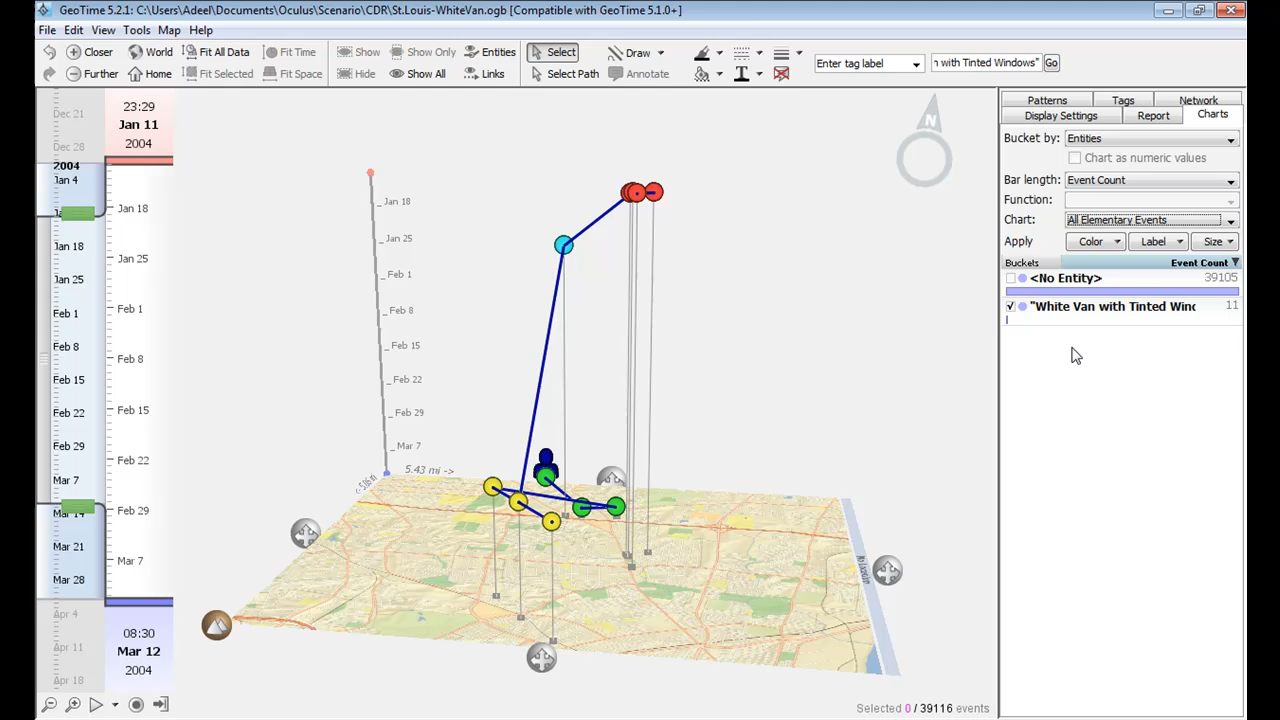 GeoTime 5.2.1: C:\Users\Adeel\Documents\Oculus\Scenario\CDR\St.Louis-WhiteVan.ogb [Compatible with GeoTime 5.1.0+]
File Edit View Tools Map Help
Closer World Fit All Data Fit Time Show Show Only Entities Select Draw Enter tag label n with Tinted Windows" Go
Further Home Fit Selected Fit Space Hide Show All Links Select Path Annotate
Dec 21
Dec 28
2004
Jan 4
Jan 18
Jan 25
Feb 1
Feb 8
Feb 15
Feb 22
Feb 29
Mar 7
Mar 14
Mar 21
Mar 28
Apr 4
Apr 11
Apr 18
23:29
Jan 11
2004
Jan 18
Jan 25
Feb 1
Feb 8
Feb 15
Feb 22
Feb 29
Mar 7
08:30
Mar 12
2004
N
Jan 18
Jan 25
Feb 1
Feb 8
Feb 15
Feb 22
Feb 29
Mar 7
5.43 mi ->
Patterns Tags Network
Display Settings Report Charts
Bucket by: Entities
Chart as numeric values
Bar length: Event Count
Function:
Chart: All Elementary Events
Apply Color Label Size
Buckets Event Count
<No Entity> 39105
"White Van with Tinted Winc 11
Selected 0 / 39116 events